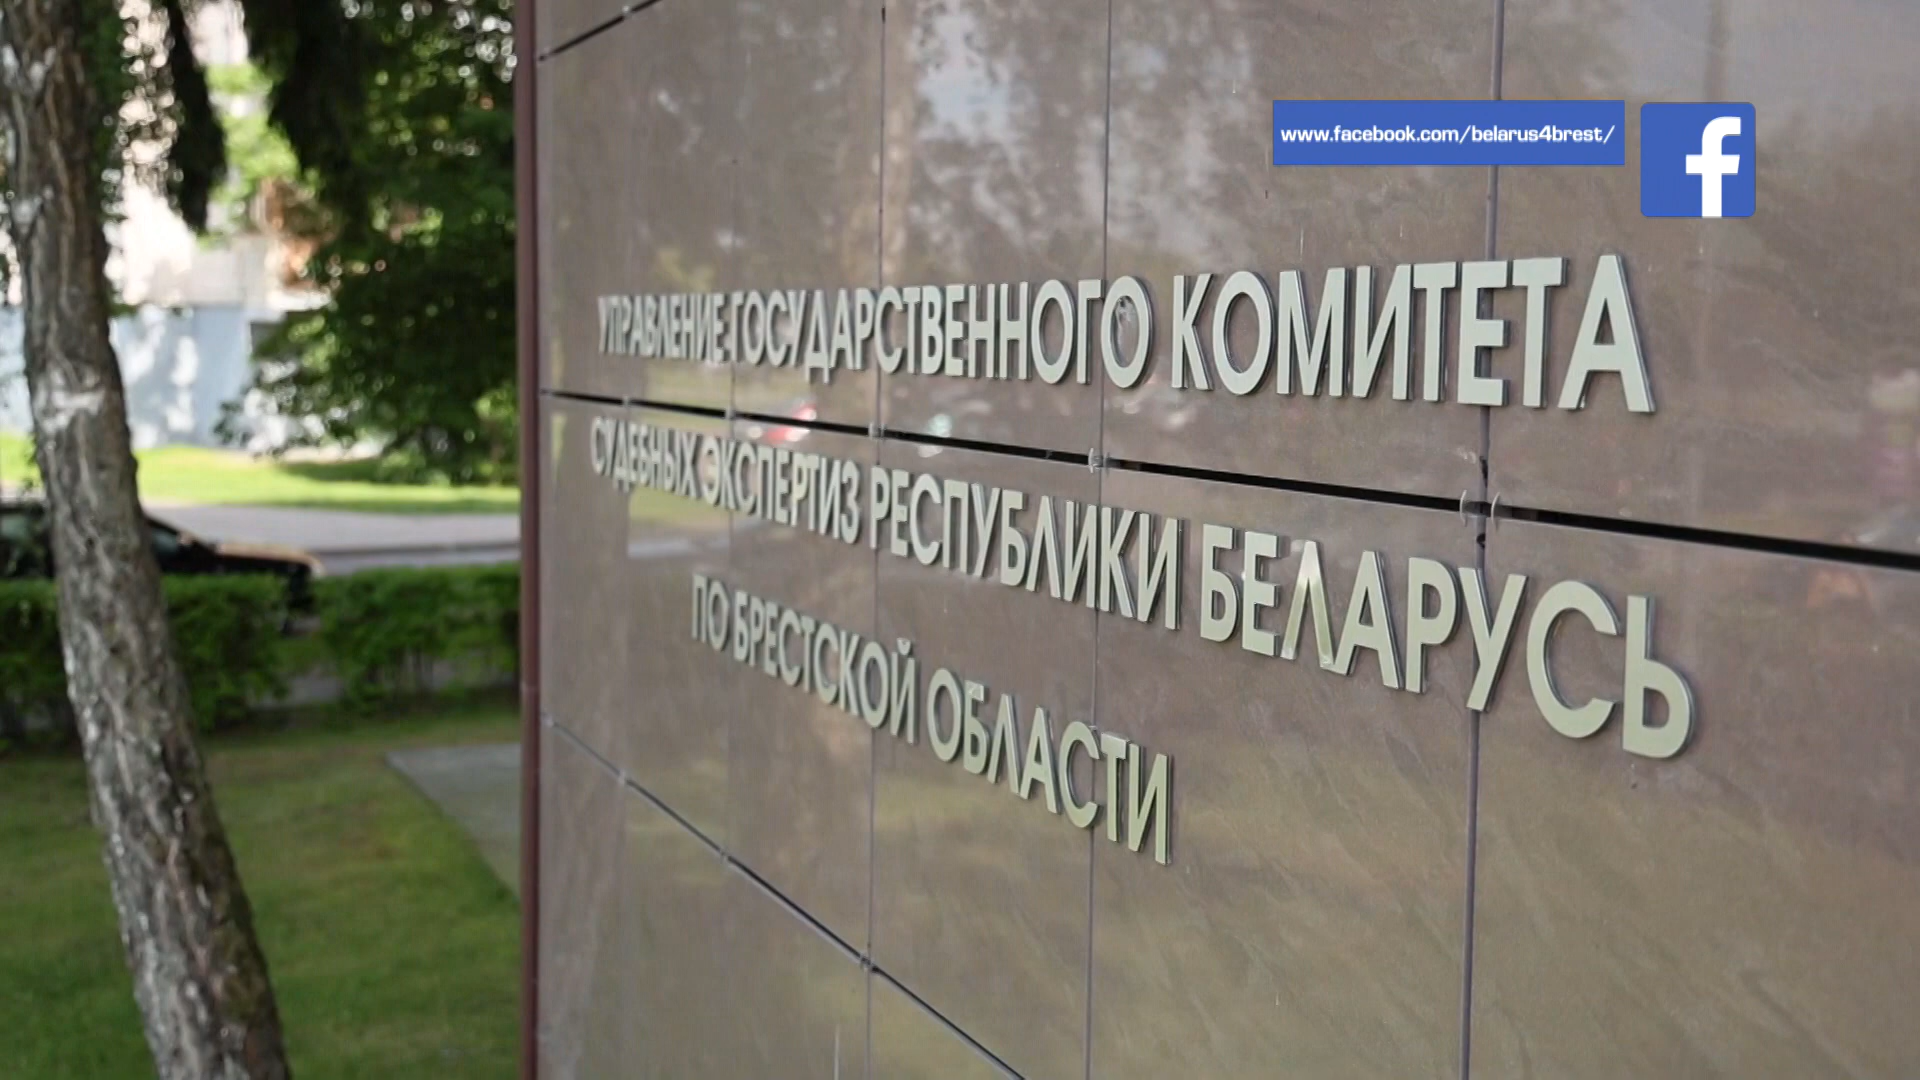 www.facebook.com/belarus4brest/
f
УПРАВЛЕНИЕ ГОСУДАРСТВЕННОГО КОМИТЕТА
СУДЕБНЫХ ЭКСПЕРТИЗ РЕСПУБЛИКИ БЕЛАРУСЬ
ПО БРЕСТСКОЙ ОБЛАСТИ